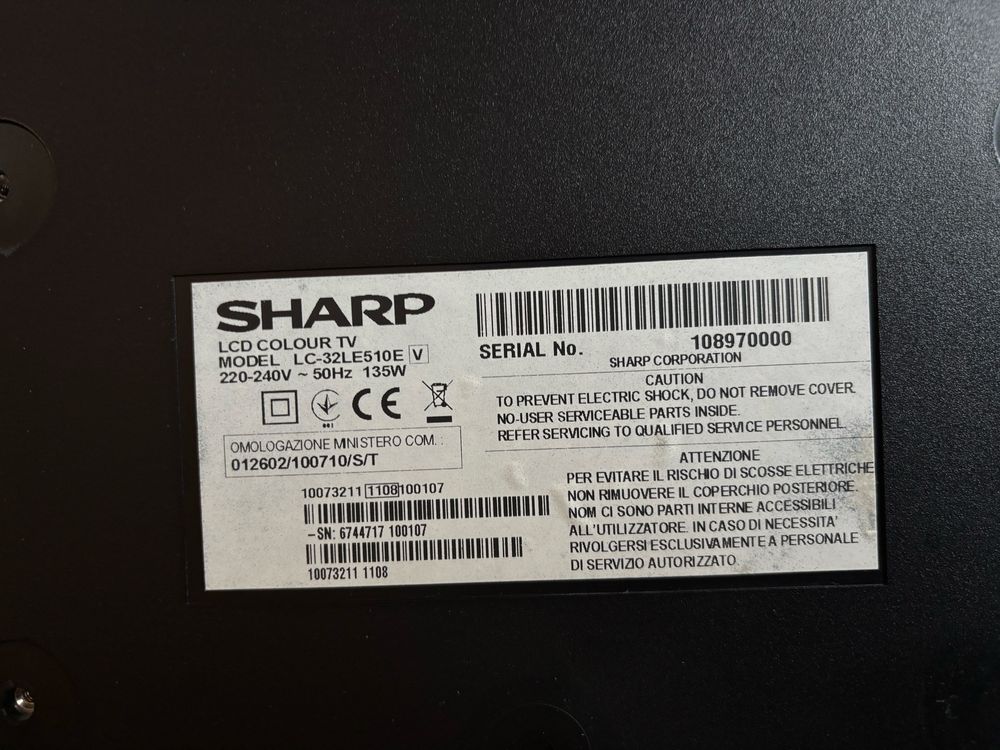 SHARP
LCD COLOUR TV
MODEL LC-32LE510E V
220-240V ~ 50Hz 135W
001
OMOLOGAZIONE MINISTERO COM.:
012602/100710/S/T
10073211 1108 100107
-SN: 6744717 100107
10073211 1108
SERIAL No. 108970000
SHARP CORPORATION
CAUTION
TO PREVENT ELECTRIC SHOCK, DO NOT REMOVE COVER.
NO-USER SERVICEABLE PARTS INSIDE.
REFER SERVICING TO QUALIFIED SERVICE PERSONNEL.
ATTENZIONE
PER EVITARE IL RISCHIO DI SCOSSE ELETTRICHE
NON RIMUOVERE IL COPERCHIO POSTERIORE.
NOM CI SONO PARTI INTERNE ACCESSIBILI
ALL'UTILIZZATORE. IN CASO DI NECESSITA'
RIVOLGERSI ESCLUSIVAMENTE A PERSONALE
DI SERVIZIO AUTORIZZATO.